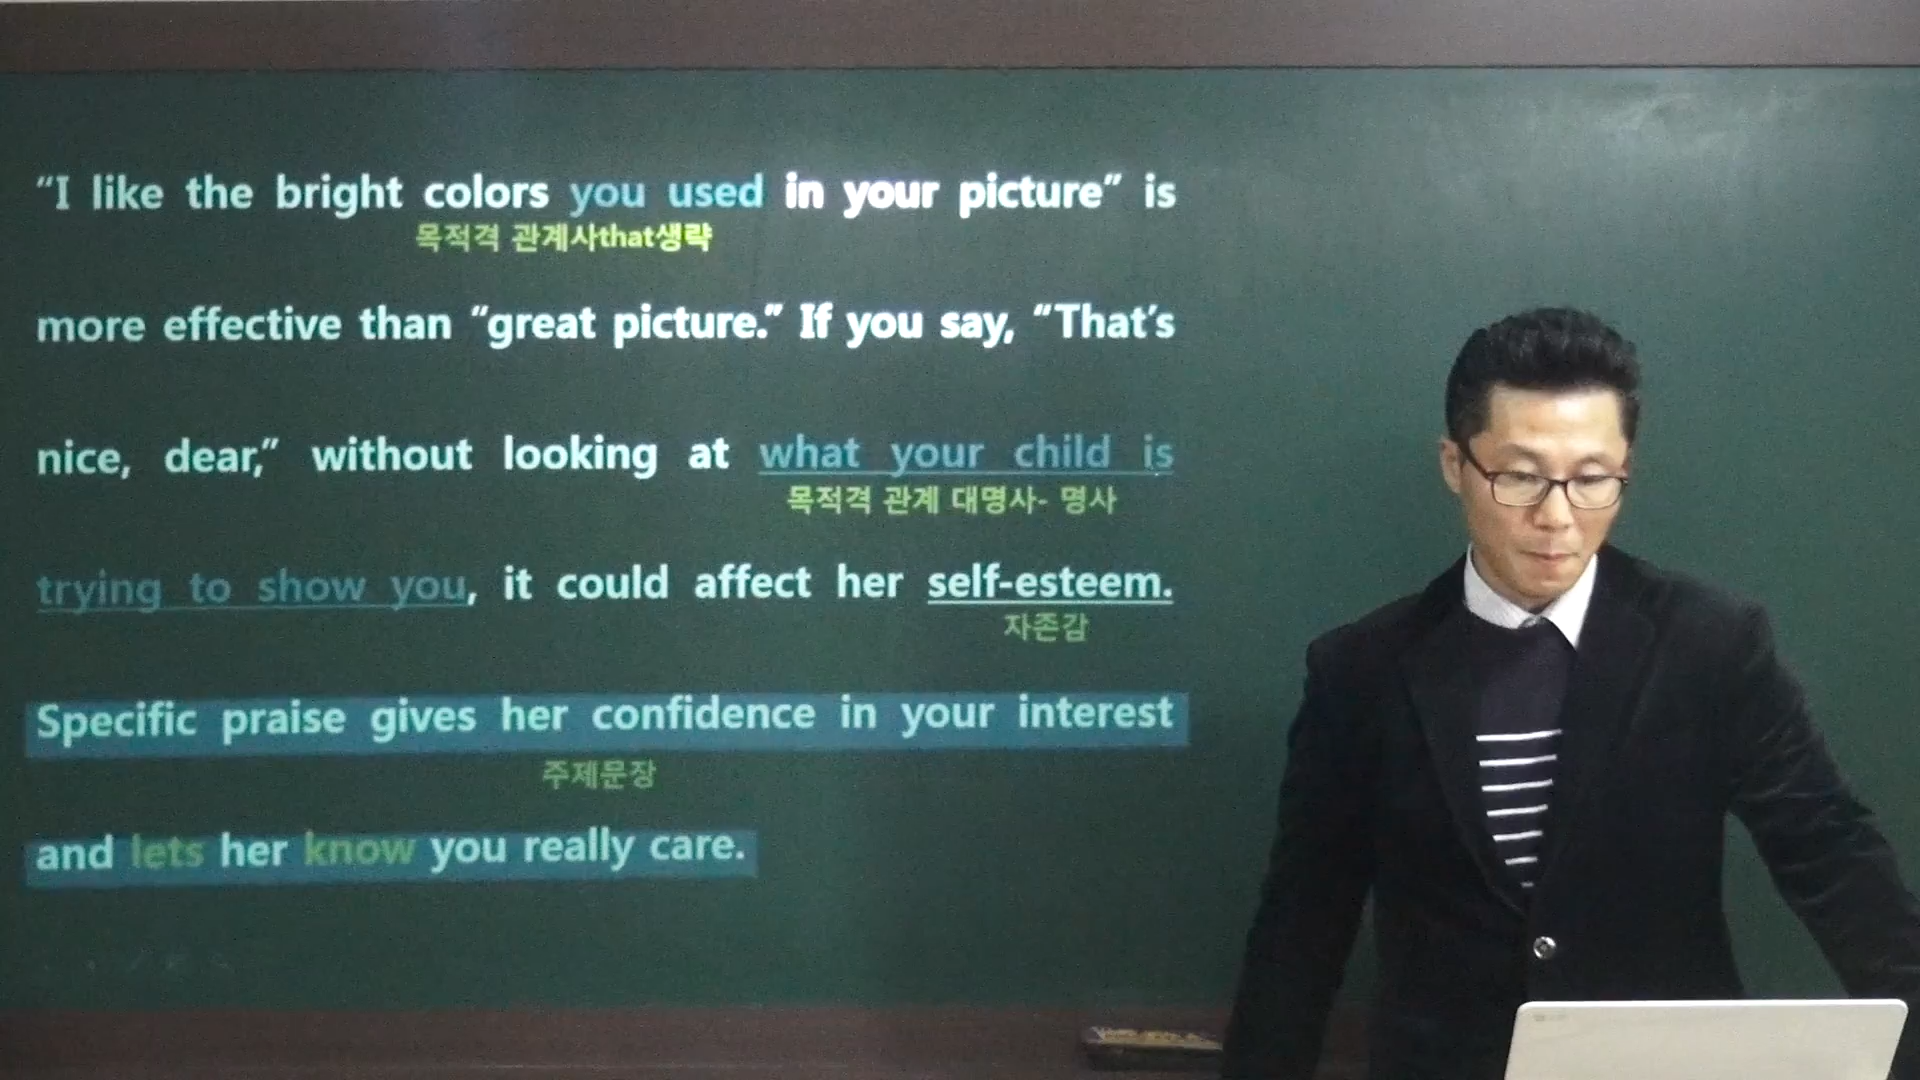 “I like the bright colors you used in your picture” is
목적격 관계사that생략
more effective than “great picture.” If you say, “That’s
nice, dear,” without looking at what your child is
목적격 관계 대명사- 명사
trying to show you, it could affect her self-esteem.
자존감
Specific praise gives her confidence in your interest
주제문장
and lets her know you really care.